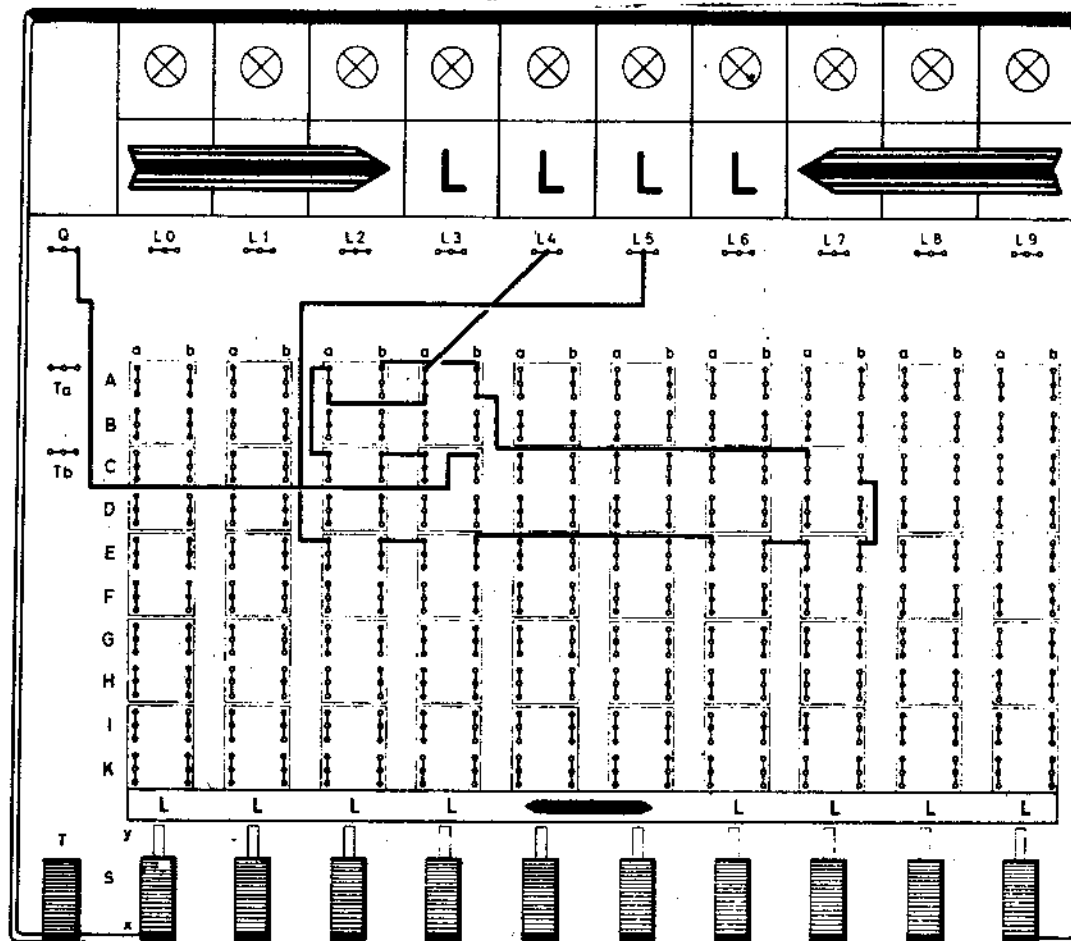 L L L L
Q L0 L1 L2 L3 L4 L5 L6 L7 L8 L9
a b a b a b a b a b a b a b a b a b a b
Ta A
B
Tb C
D
E
F
G
H
I
K
L L L L L L L L
T y
S
x